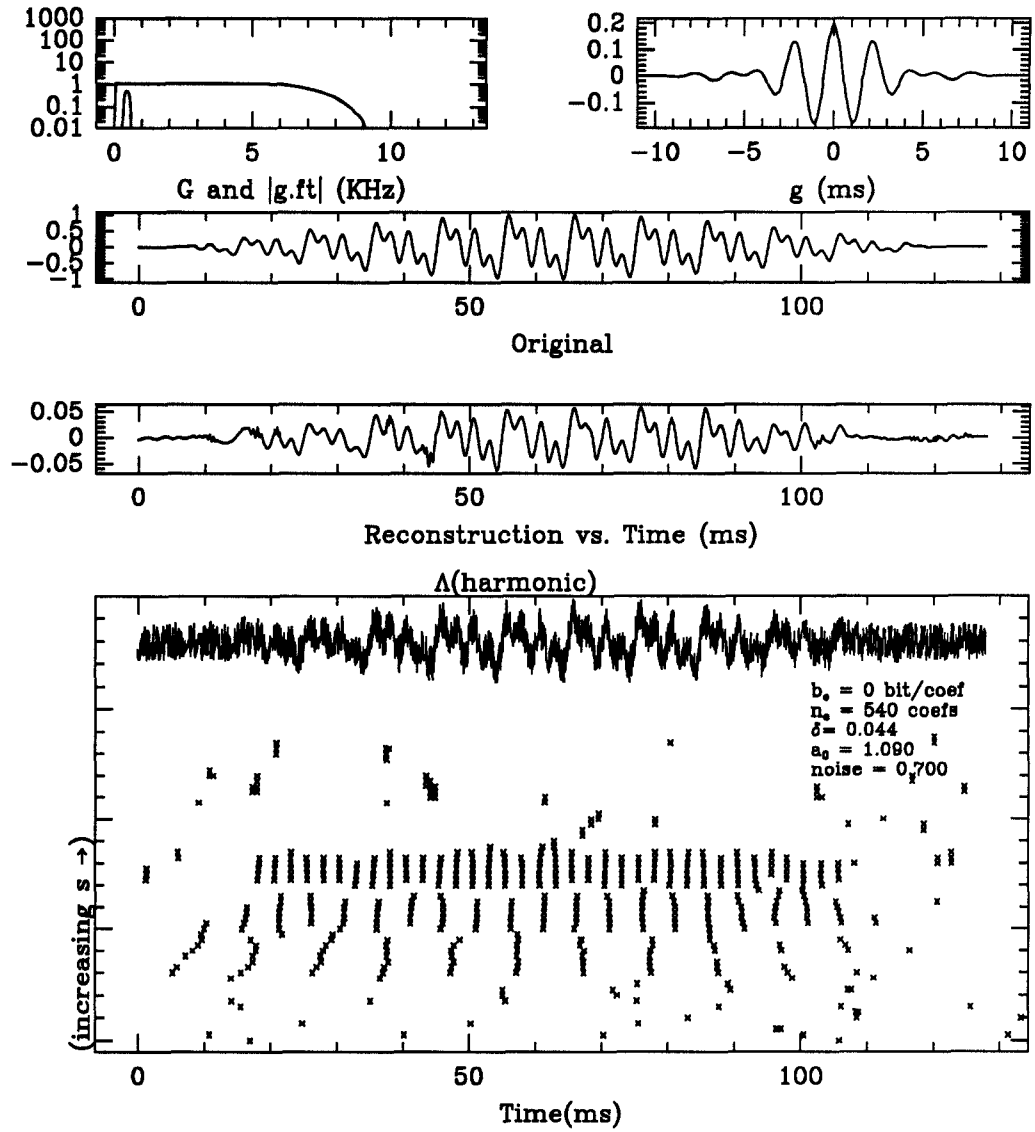 1000
100
10
1
0.1
0.01
0 5 10
G and |g.ft| (KHz)
0.2
0.1
0
−0.1
−10 −5 0 5 10
g (ms)
1
0.5
0
−0.5
−1
0 50 100
Original
0.05
0
−0.05
0 50 100
Reconstruction vs. Time (ms)
Λ(harmonic)
b_e = 0 bit/coef
n_e = 540 coefs
δ= 0.044
a_0 = 1.090
noise = 0.700
(increasing s →)
0 50 100
Time(ms)